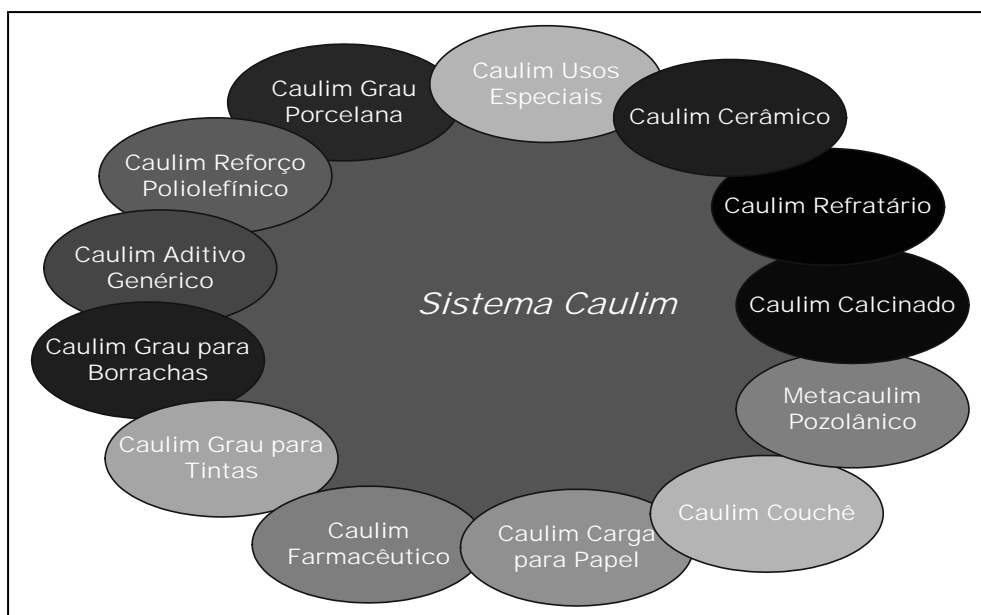 Caulim Usos
Especiais
Caulim Grau
Porcelana
Caulim Cerâmico
Caulim Reforço
Poliolefínico
Caulim Refratário
Caulim Aditivo
Genérico
Sistema Caulim
Caulim Calcinado
Caulim Grau para
Borrachas
Metacaulim
Pozolânico
Caulim Grau para
Tintas
Caulim Couchê
Caulim
Farmacêutico
Caulim Carga
para Papel